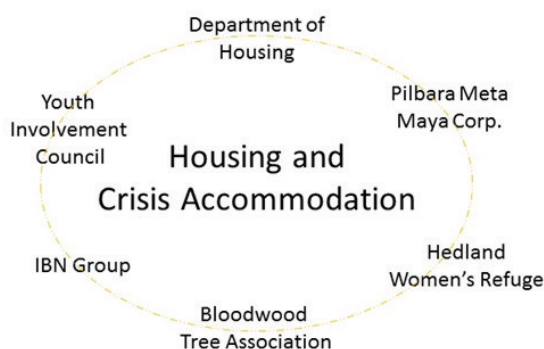 Department of
Housing
Youth
Involvement
Council
Pilbara Meta
Maya Corp.
Housing and
Crisis Accommodation
IBN Group
Hedland
Women's Refuge
Bloodwood
Tree Association